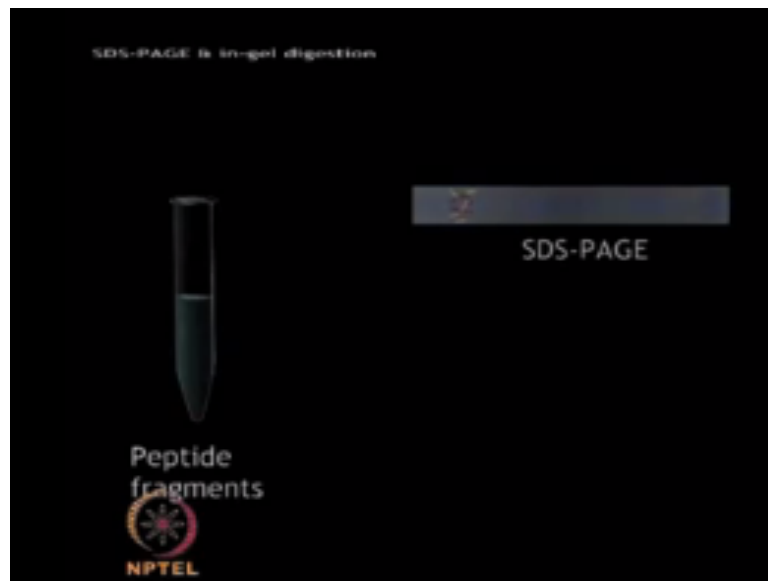 SDS-PAGE & in-gel digestion
SDS-PAGE
Peptide
fragments
NPTEL